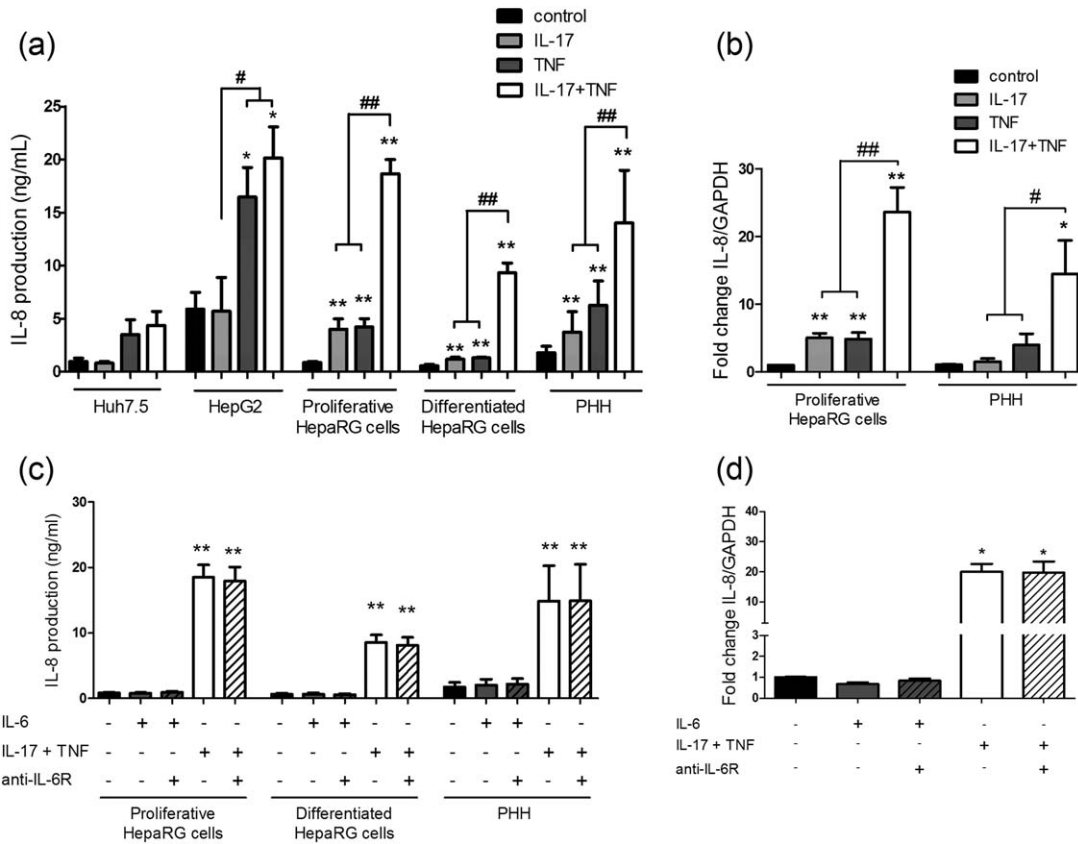 (a)
control
IL-17
TNF
IL-17+TNF
IL-8 production (ng/mL)
25
20
15
10
5
0
#
*
*
##
**
**
**
##
**
**
**
##
**
**
**
Huh7.5
HepG2
Proliferative
HepaRG cells
Differentiated
HepaRG cells
PHH
(b)
control
IL-17
TNF
IL-17+TNF
Fold change IL-8/GAPDH
30
20
10
0
##
**
**
**
#
*
Proliferative
HepaRG cells
PHH
(c)
IL-8 production (ng/ml)
30
20
10
0
** **
** **
** **
IL-6 - + + - - - + + - - - + + - -
IL-17 + TNF - - - + + - - - + + - - - + +
anti-IL-6R - - + - + - - + - + - - + - +
Proliferative
HepaRG cells
Differentiated
HepaRG cells
PHH
(d)
Fold change IL-8/GAPDH
40
30
20
10
3
2
1
0
* *
IL-6 - + + - -
IL-17 + TNF - - - + +
anti-IL-6R - - + - +